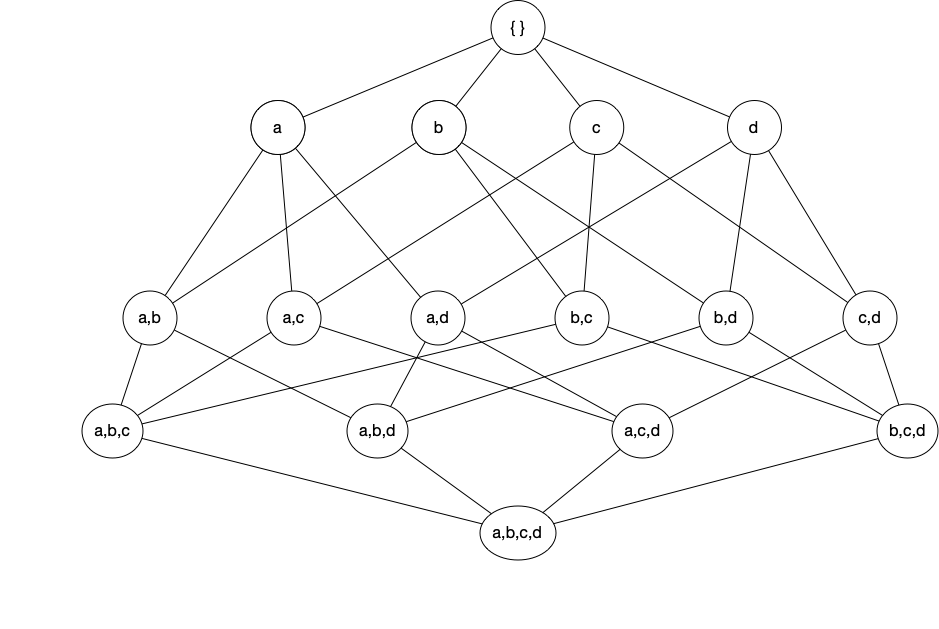 { }
a
b
c
d
a,b
a,c
a,d
b,c
b,d
c,d
a,b,c
a,b,d
a,c,d
b,c,d
a,b,c,d